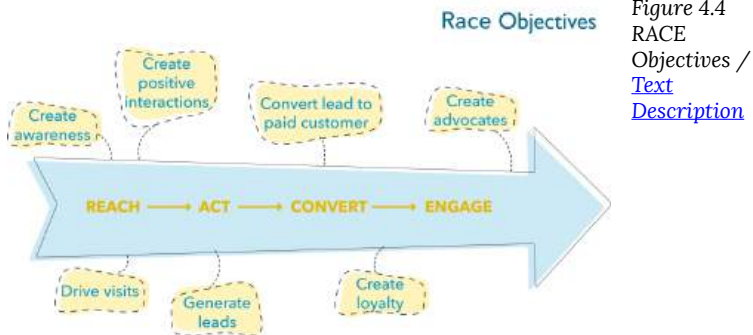 Race Objectives
Figure 4.4
RACE
Objectives /
Text
Description
Create
positive
interactions
Create
awareness
Convert lead to
paid customer
Create
advocates
REACH → ACT → CONVERT → ENGAGE
Drive visits
Generate
leads
Create
loyalty